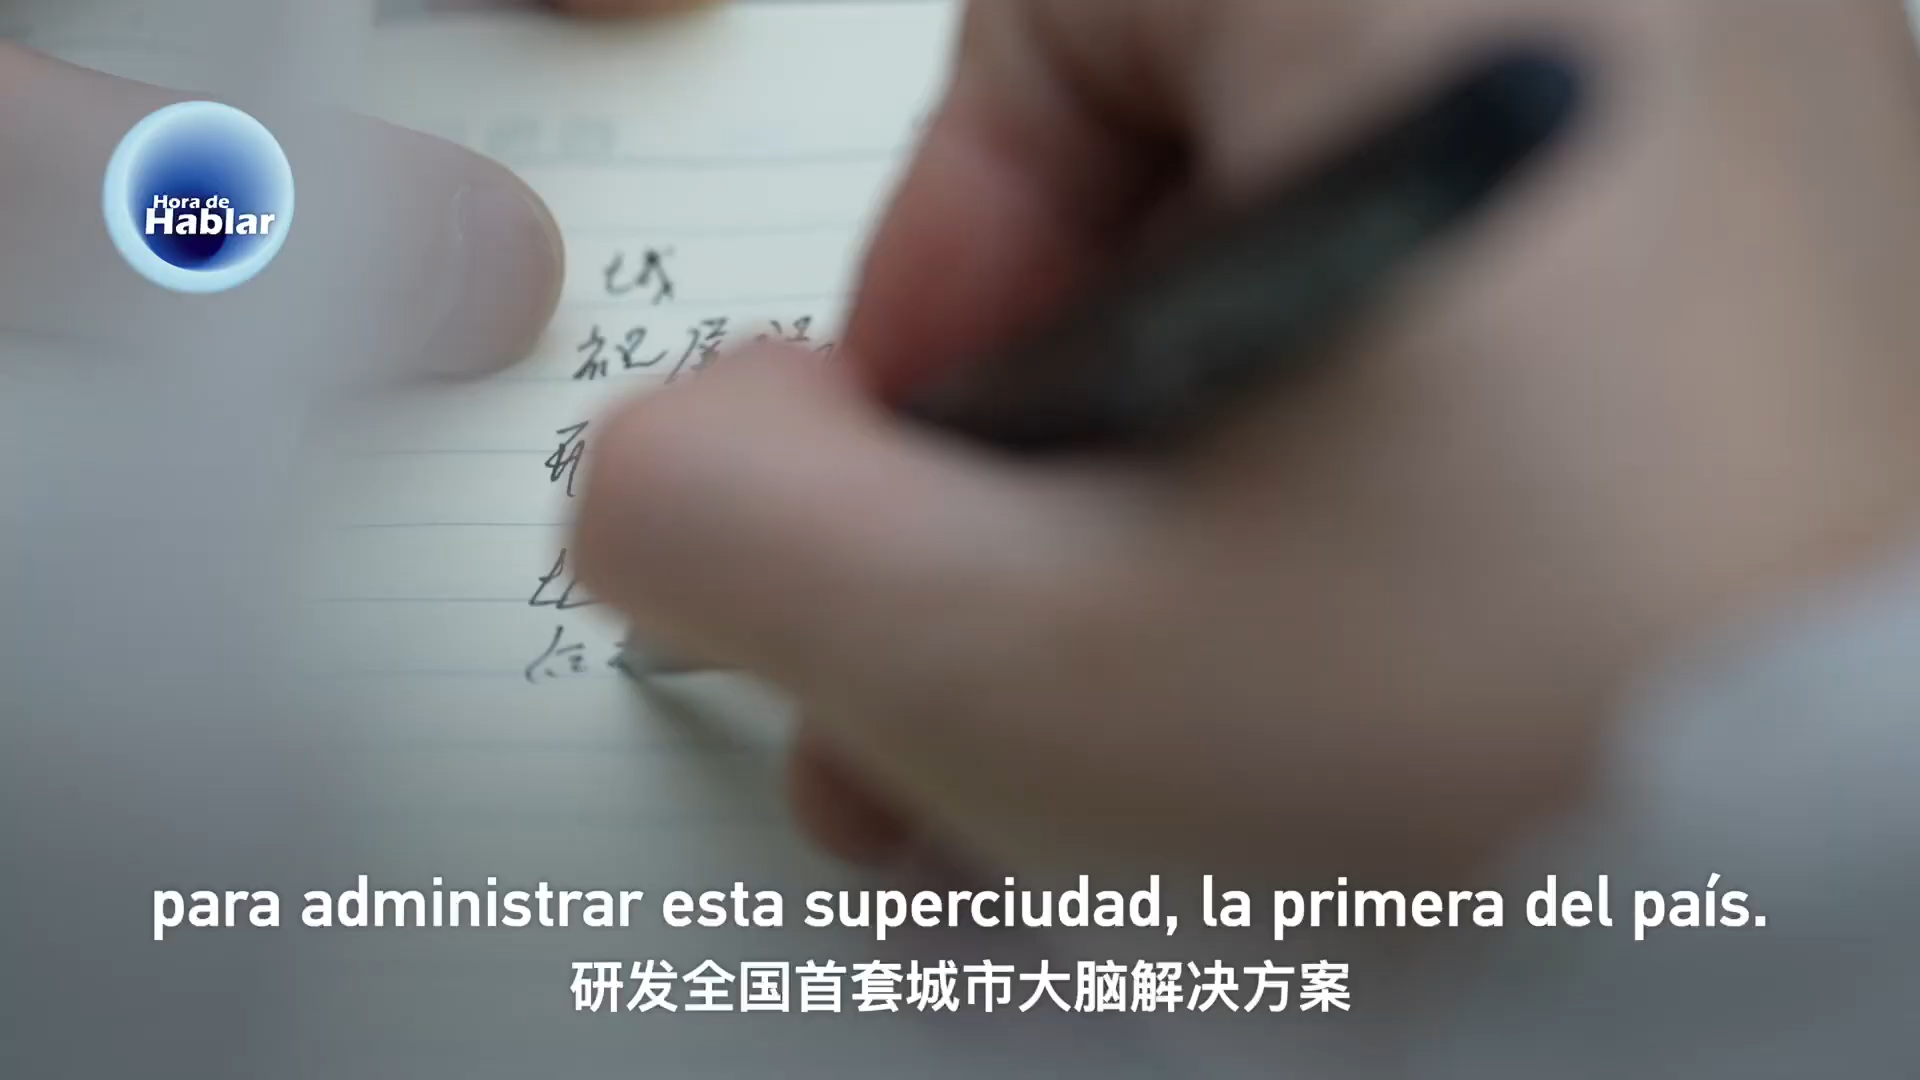 Hora de
Hablar
para administrar esta superciudad, la primera del país.
研发全国首套城市大脑解决方案